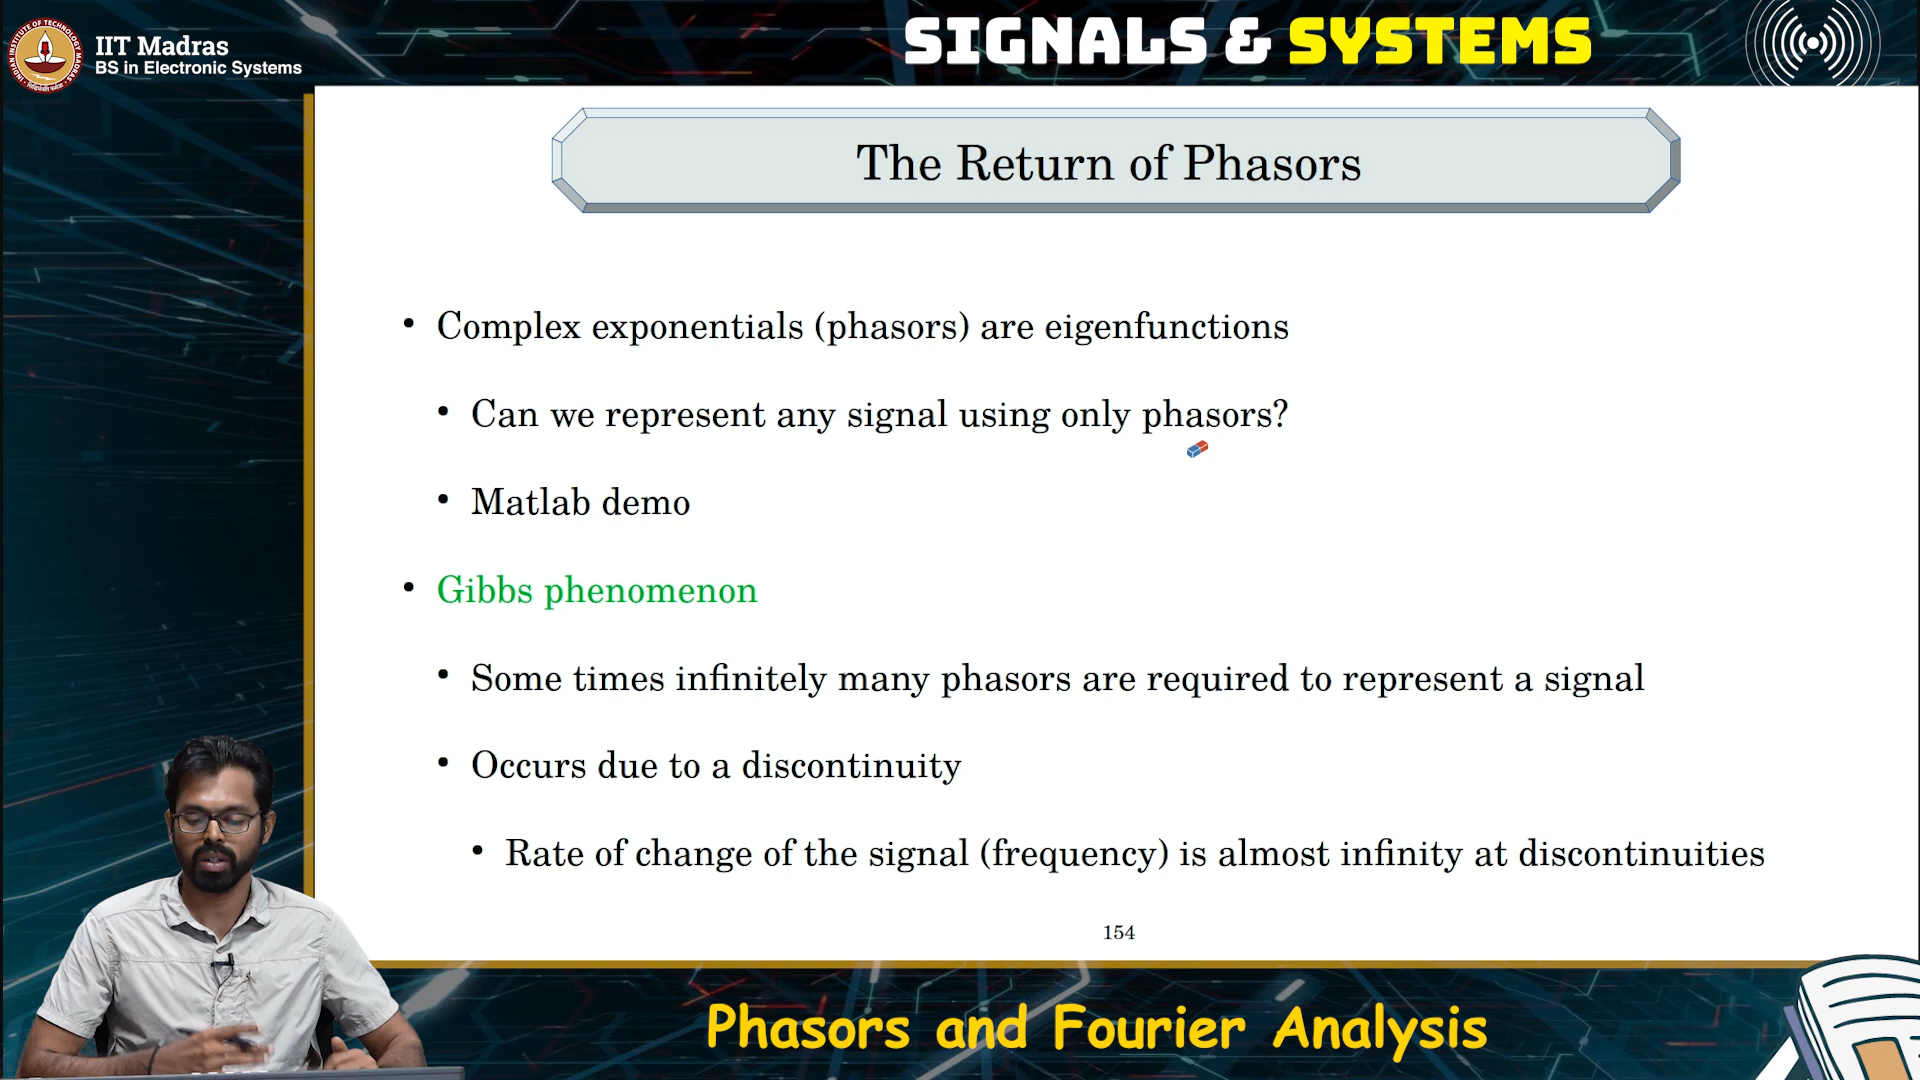 IIT Madras
BS in Electronic Systems
SIGNALS & SYSTEMS
The Return of Phasors
• Complex exponentials (phasors) are eigenfunctions
• Can we represent any signal using only phasors?
• Matlab demo
• Gibbs phenomenon
• Some times infinitely many phasors are required to represent a signal
• Occurs due to a discontinuity
• Rate of change of the signal (frequency) is almost infinity at discontinuities
154
Phasors and Fourier Analysis